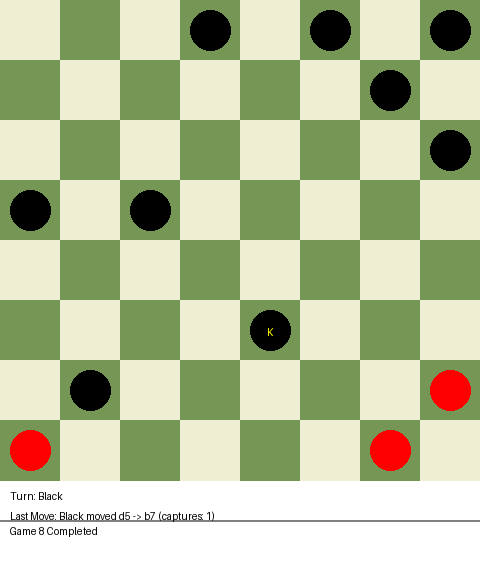 K
Turn: Black
Last Move: Black moved d5 -> b7 (captures: 1)
Game 8 Completed